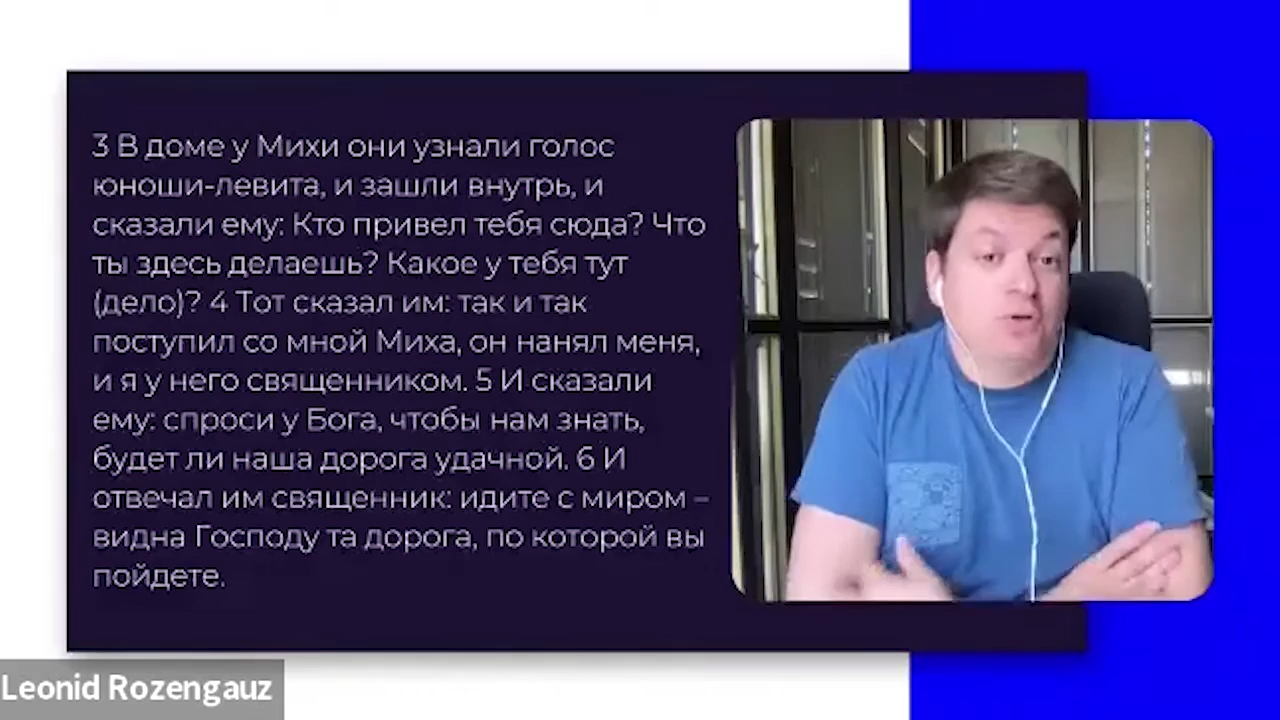 3 В доме у Михи они узнали голос
юноши-левита, и зашли внутрь, и
сказали ему: Кто привел тебя сюда? Что
ты здесь делаешь? Какое у тебя тут
(дело)? 4 Тот сказал им: так и так
поступил со мной Миха, он нанял меня,
и я у него священником. 5 И сказали
ему: спроси у Бога, чтобы нам знать,
будет ли наша дорога удачной. 6 И
отвечал им священник: идите с миром –
видна Господу та дорога, по которой вы
пойдете.
Leonid Rozengauz